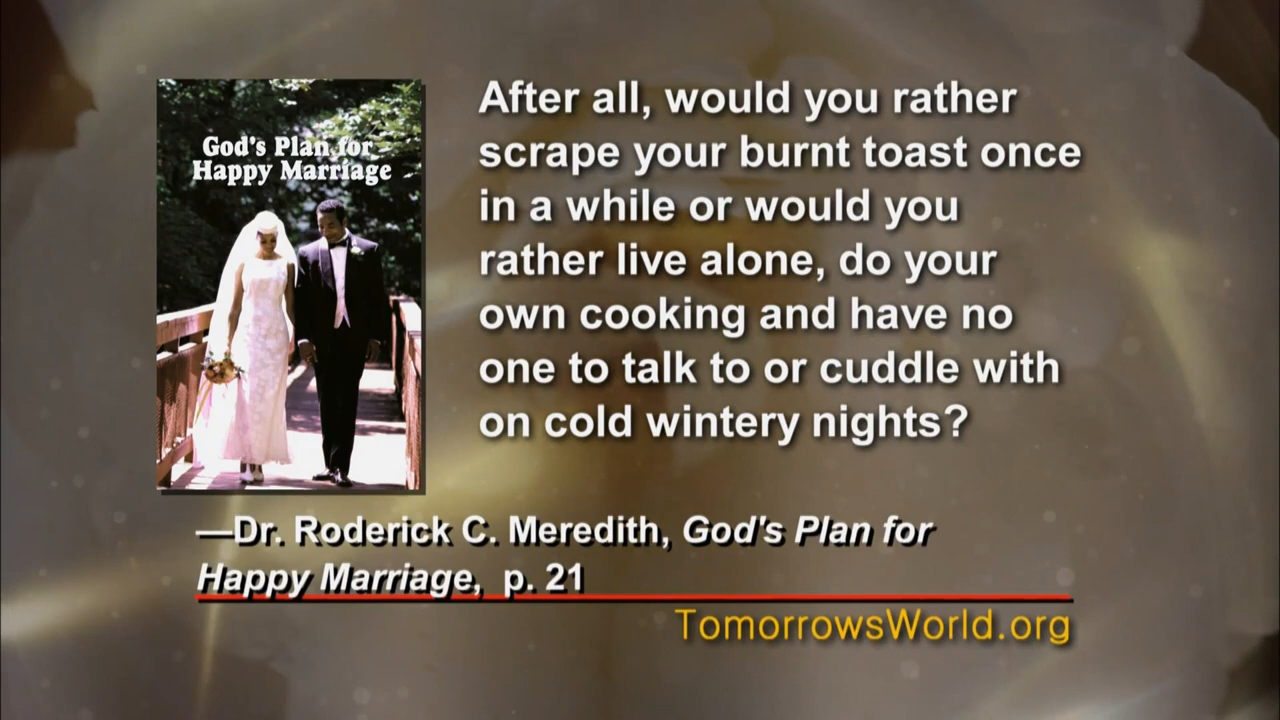 God's Plan for
Happy Marriage
After all, would you rather
scrape your burnt toast once
in a while or would you
rather live alone, do your
own cooking and have no
one to talk to or cuddle with
on cold wintery nights?
—Dr. Roderick C. Meredith, God's Plan for
Happy Marriage, p. 21
TomorrowsWorld.org